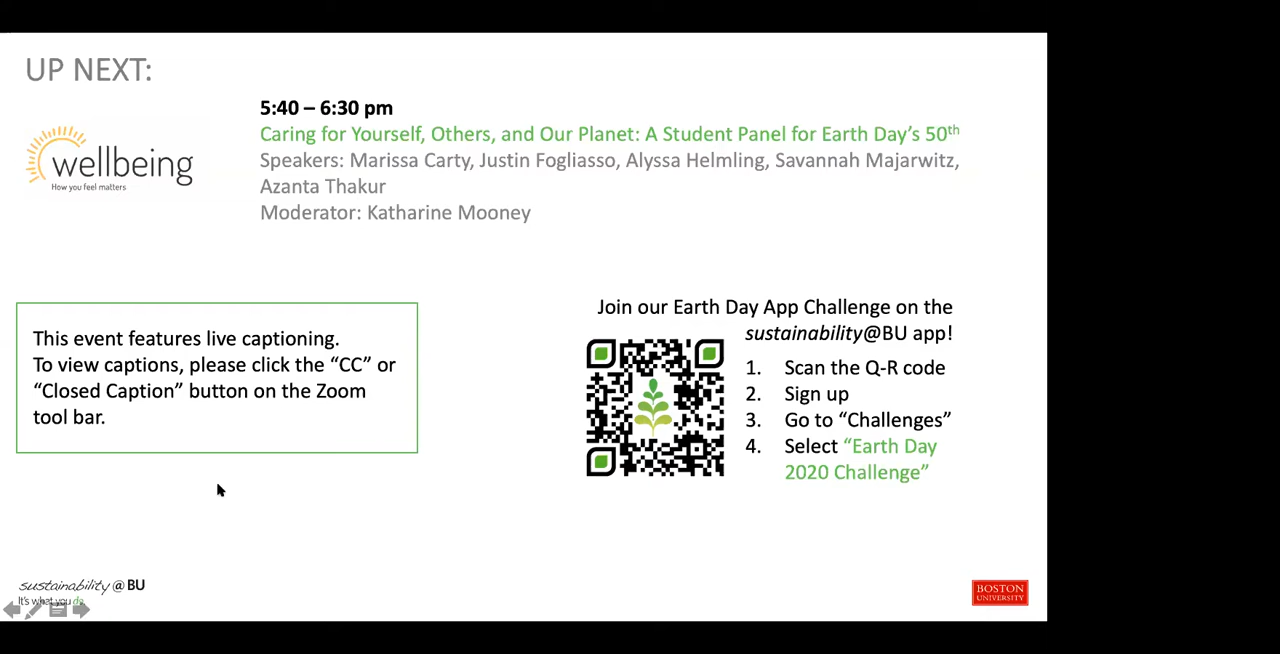 UP NEXT:
5:40 – 6:30 pm
Caring for Yourself, Others, and Our Planet: A Student Panel for Earth Day's 50th
Speakers: Marissa Carty, Justin Fogliasso, Alyssa Helmling, Savannah Majarwitz,
Azanta Thakur
Moderator: Katharine Mooney
wellbeing
How you feel matters
This event features live captioning.
To view captions, please click the “CC” or
“Closed Caption” button on the Zoom
tool bar.
Join our Earth Day App Challenge on the
sustainability@BU app!
1. Scan the Q-R code
2. Sign up
3. Go to “Challenges”
4. Select “Earth Day
2020 Challenge”
sustainability@BU
It's what you do.
BOSTON
UNIVERSITY